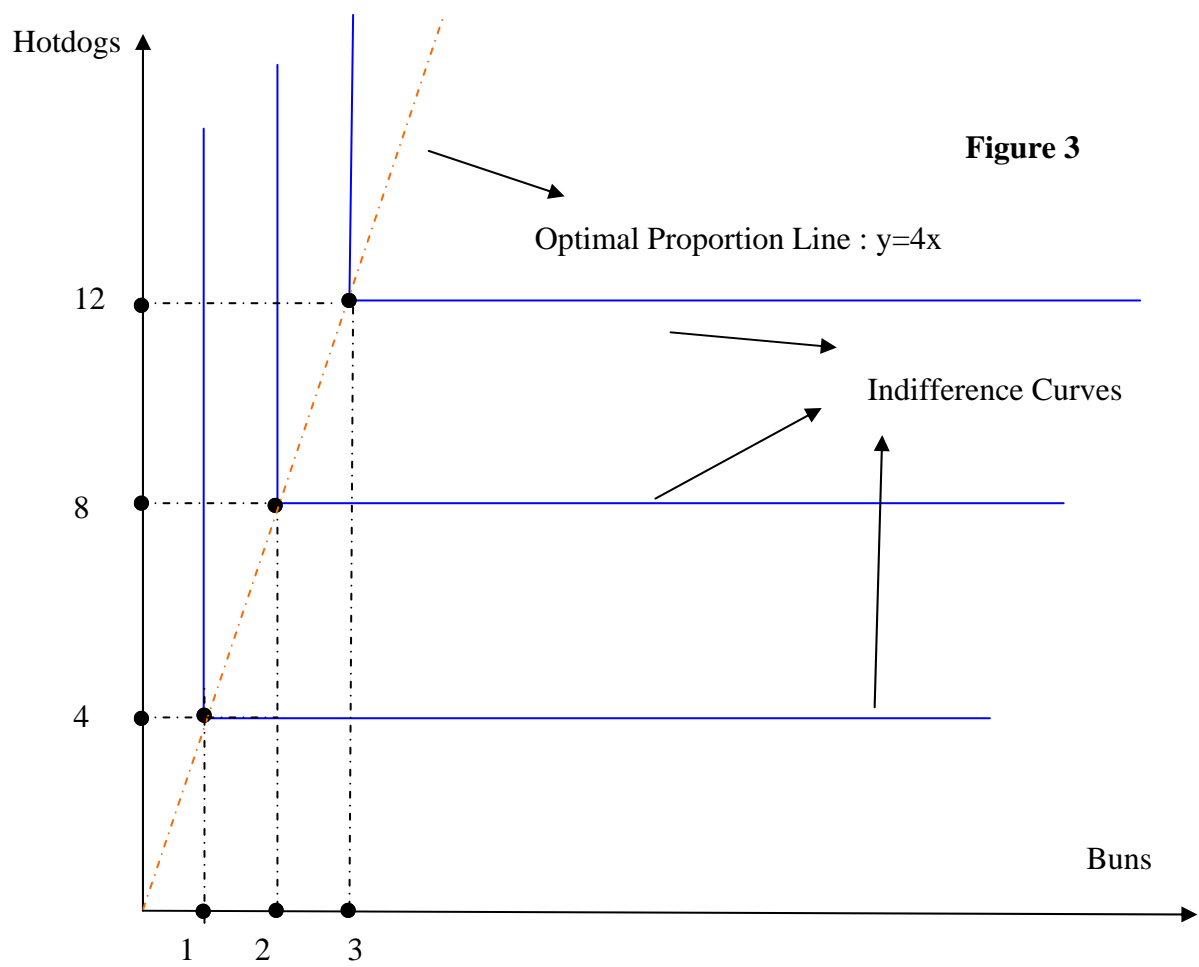 Hotdogs
Figure 3
Optimal Proportion Line : y=4x
12
Indifference Curves
8
4
Buns
1 2 3